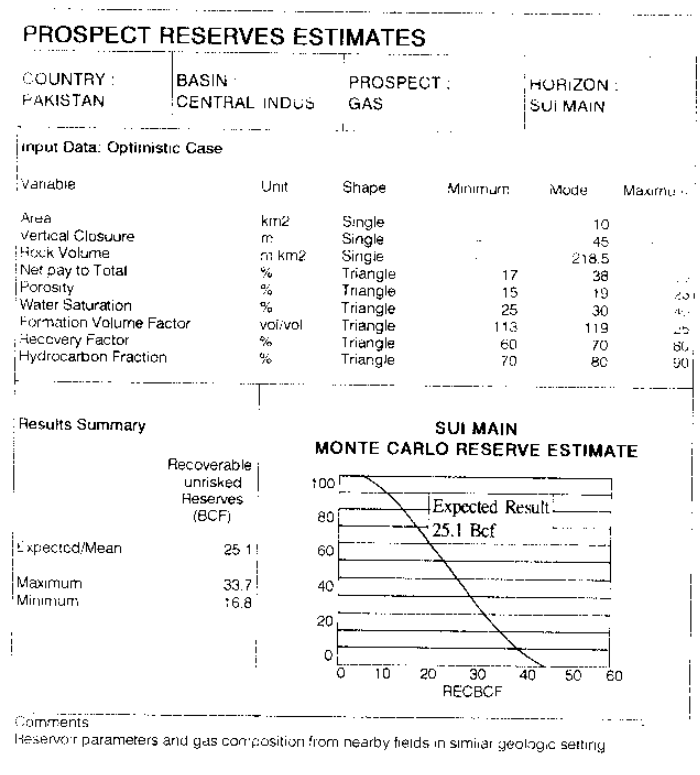 PROSPECT RESERVES ESTIMATES
COUNTRY : BASIN : PROSPECT : HORIZON :
PAKISTAN CENTRAL INDUS GAS SUI MAIN
Input Data: Optimistic Case
Variable Unit Shape Minimum Mode
Area km2 Single 10
Vertical Closuure m Single 45
Rock Volume m km2 Single 218.5
Net pay to Total % Triangle 17 38
Porosity % Triangle 15 19
Water Saturation % Triangle 25 30
Formation Volume Factor vol/vol Triangle 113 119
Recovery Factor % Triangle 60 70 80
Hydrocarbon Fraction % Triangle 70 80 90
Results Summary
Recoverable
unrisked
Reserves
(BCF)
Expected/Mean 25 1
Maximum 33.7
Minimum 16.8
SUI MAIN
MONTE CARLO RESERVE ESTIMATE
100
80
60
40
20
0
Expected Result
25.1 Bcf
0 10 20 30 40 50 60
RECBCF
Comments
Reservoir parameters and gas composition from nearby fields in similar geologic setting